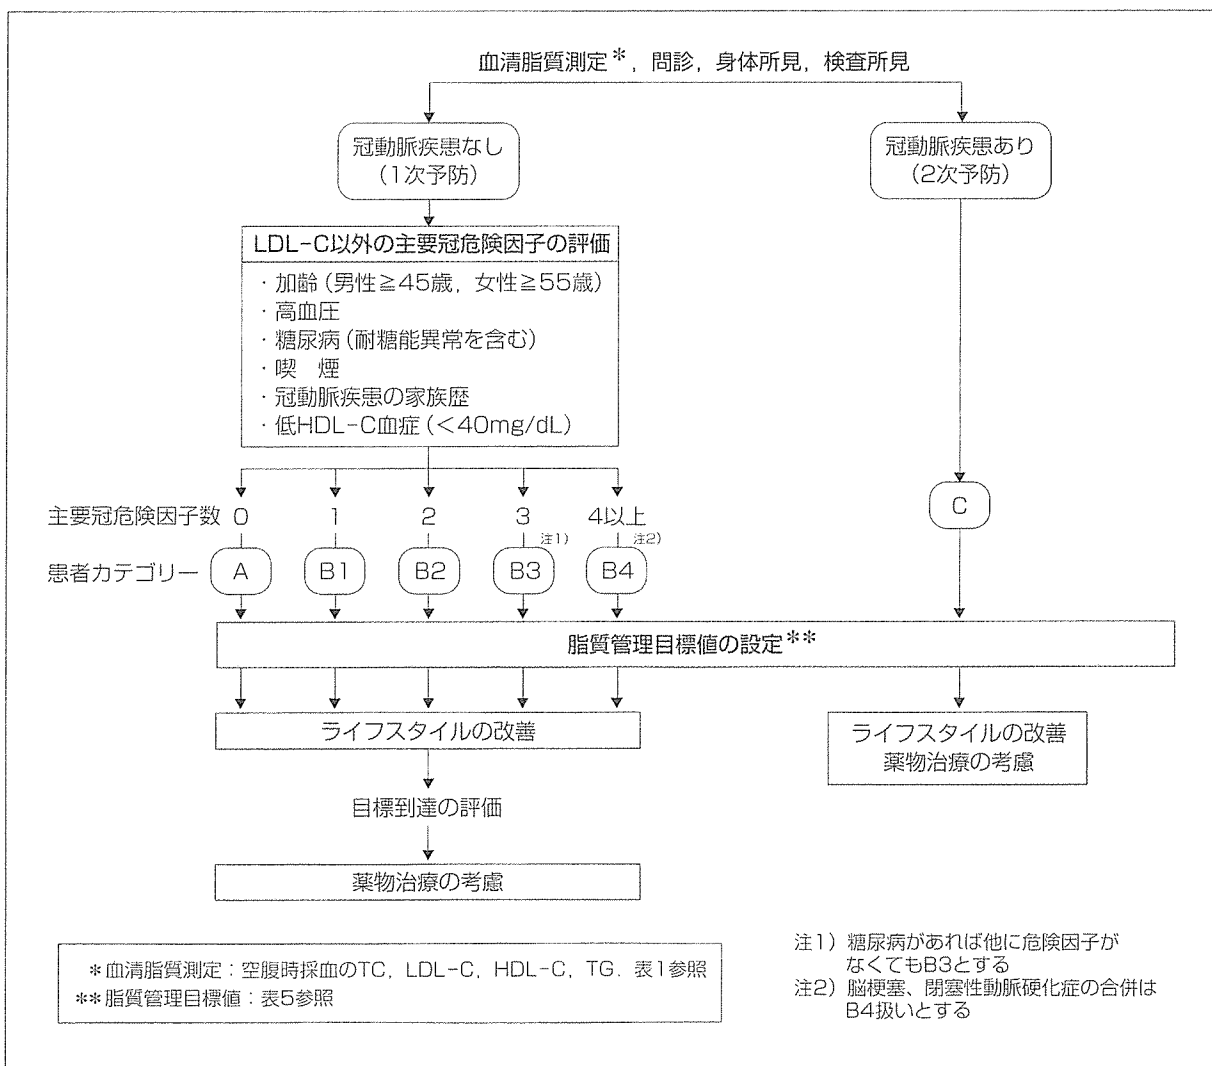 血清脂質測定*，問診，身体所見，検査所見
冠動脈疾患なし
（1次予防）
冠動脈疾患あり
（2次予防）
LDL-C以外の主要冠危険因子の評価
・加齢（男性≧45歳，女性≧55歳）
・高血圧
・糖尿病（耐糖能異常を含む）
・喫　煙
・冠動脈疾患の家族歴
・低HDL-C血症（＜40mg/dL）
主要冠危険因子数 0 1 2 3 4以上
注1） 注2）
患者カテゴリー A B1 B2 B3 B4
C
脂質管理目標値の設定**
ライフスタイルの改善
目標到達の評価
薬物治療の考慮
ライフスタイルの改善
薬物治療の考慮
*血清脂質測定：空腹時採血のTC，LDL-C，HDL-C，TG．表1参照
**脂質管理目標値：表5参照
注1）糖尿病があれば他に危険因子が
なくてもB3とする
注2）脳梗塞、閉塞性動脈硬化症の合併は
B4扱いとする